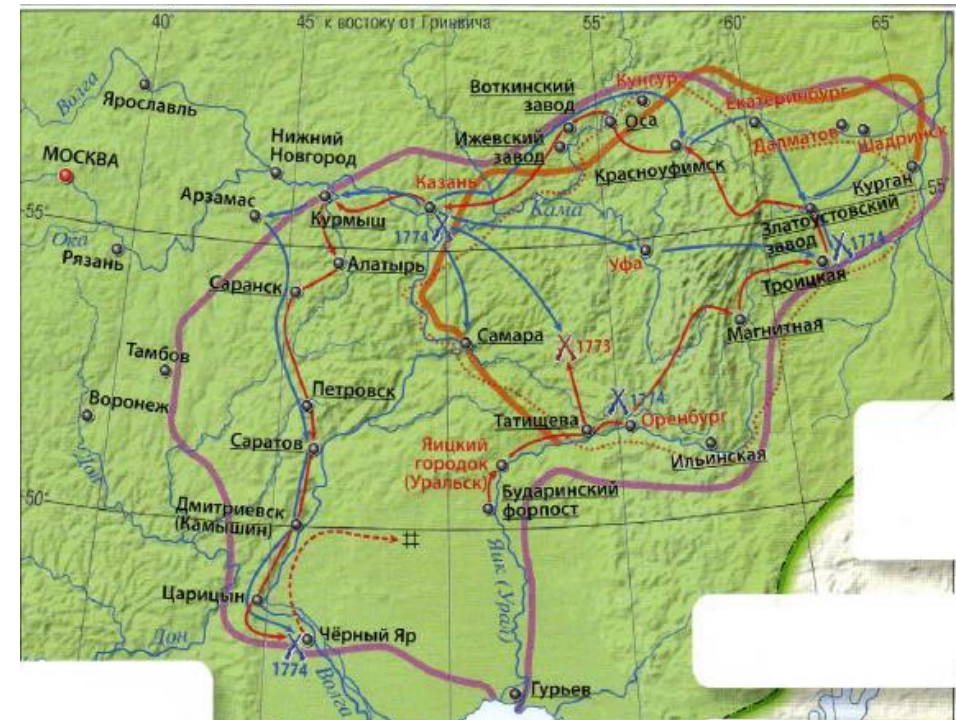 40°
45°
к востоку от Гринвича
55°
60°
65°
Волга
Ярославль
Воткинский
завод
Кунгур
Екатеринбург
Нижний
Новгород
Ижевский
завод
Оса
Далматов
Шадринск
МОСКВА
Казань
Красноуфимск
Курган
55°
Арзамас
Курмыш
Кама
Златоустовский
завод
55°
1774
1774
Ока
Рязань
Алатырь
Уфа
Троицкая
Саранск
Магнитная
Самара
1773
Тамбов
Петровск
1774
Воронеж
Татищева
Оренбург
Саратов
Яицкий
городок
(Уральск)
Ильинская
Дон
50°
Бударинский
форпост
Дмитриевск
(Камышин)
Яик (Урал)
Царицын
Дон
Чёрный Яр
1774
Волга
Гурьев